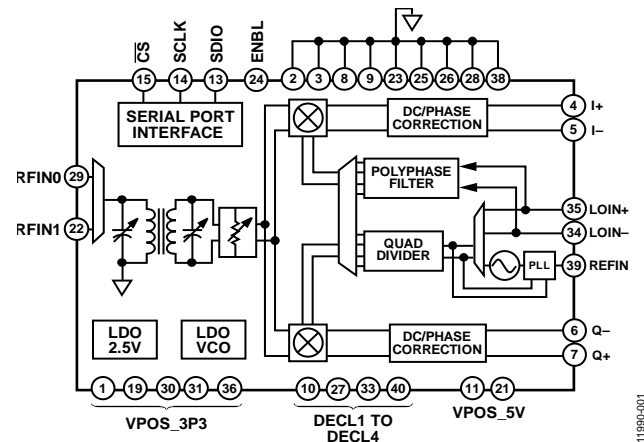 CS SCLK SDIO ENBL
15 14 13 24 2 3 8 9 23 25 26 28 38
SERIAL PORT
INTERFACE
DC/PHASE
CORRECTION
4 I+
5 I–
RFIN0 29
POLYPHASE
FILTER
35 LOIN+
RFIN1 22
34 LOIN–
QUAD
DIVIDER
PLL
39 REFIN
LDO
2.5V
LDO
VCO
DC/PHASE
CORRECTION
6 Q–
7 Q+
1 19 30 31 36 10 27 33 40 11 21
VPOS_3P3
DECL1 TO
DECL4
VPOS_5V
11990-001